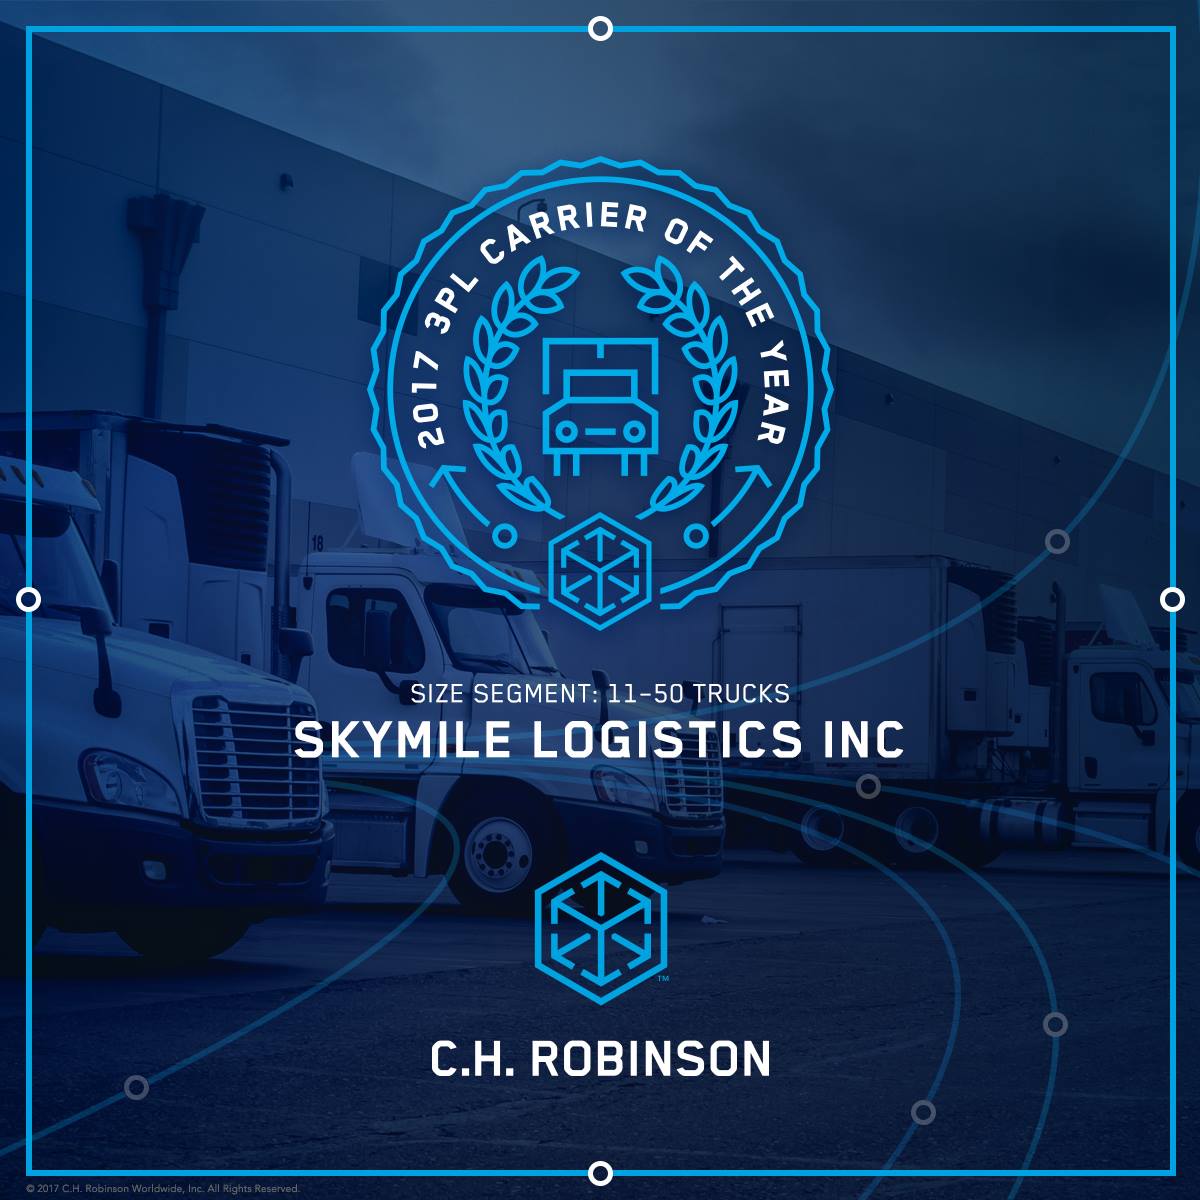 2017 3PL CARRIER OF THE YEAR
18
SIZE SEGMENT: 11–50 TRUCKS
SKYMILE LOGISTICS INC
TM
C.H. ROBINSON
© 2017 C.H. Robinson Worldwide, Inc. All Rights Reserved.